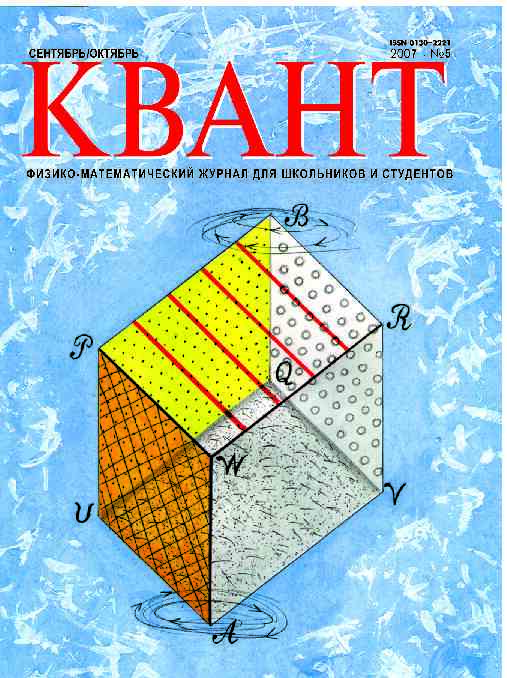 ISSN 0130-2221
СЕНТЯБРЬ/ОКТЯБРЬ
2007 · №5
КВАНТ
ФИЗИКО-МАТЕМАТИЧЕСКИЙ ЖУРНАЛ ДЛЯ ШКОЛЬНИКОВ И СТУДЕНТОВ
B
R
P
Q
W
U
V
A